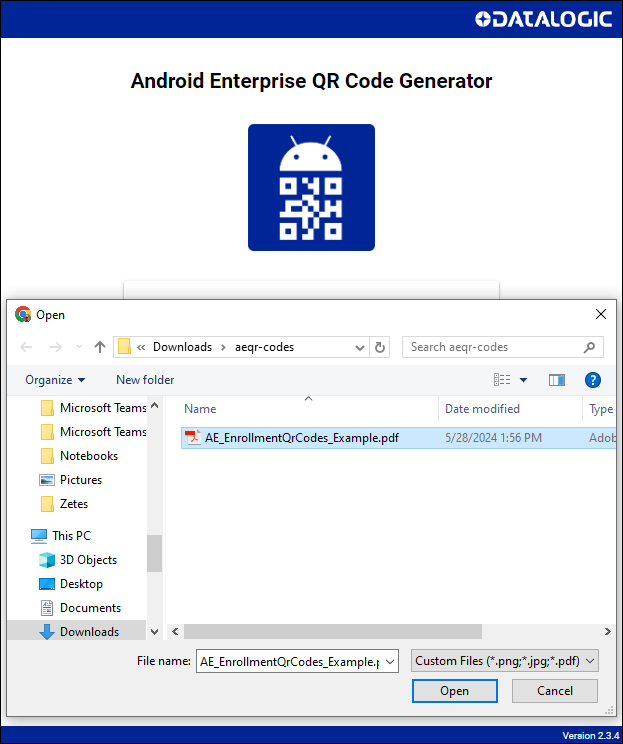 DATALOGIC
Android Enterprise QR Code Generator
Open
« Downloads › aeqr-codes
Search aeqr-codes
Organize New folder
?
Name Date modified Type
Microsoft Teams
AE_EnrollmentQrCodes_Example.pdf 5/28/2024 1:56 PM Adob
Microsoft Teams
Notebooks
Pictures
Zetes
This PC
3D Objects
Desktop
Documents
Downloads
File name: AE_EnrollmentQrCodes_Example.p Custom Files (*.png;*.jpg;*.pdf)
Open Cancel
Version 2.3.4